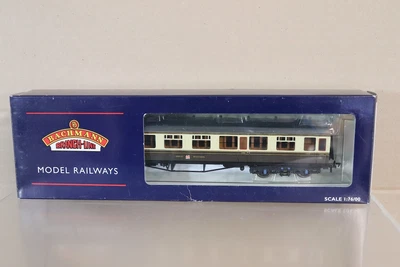 BACHMANN
BRANCH-LINE
MODEL RAILWAYS
SCALE 1:76/00